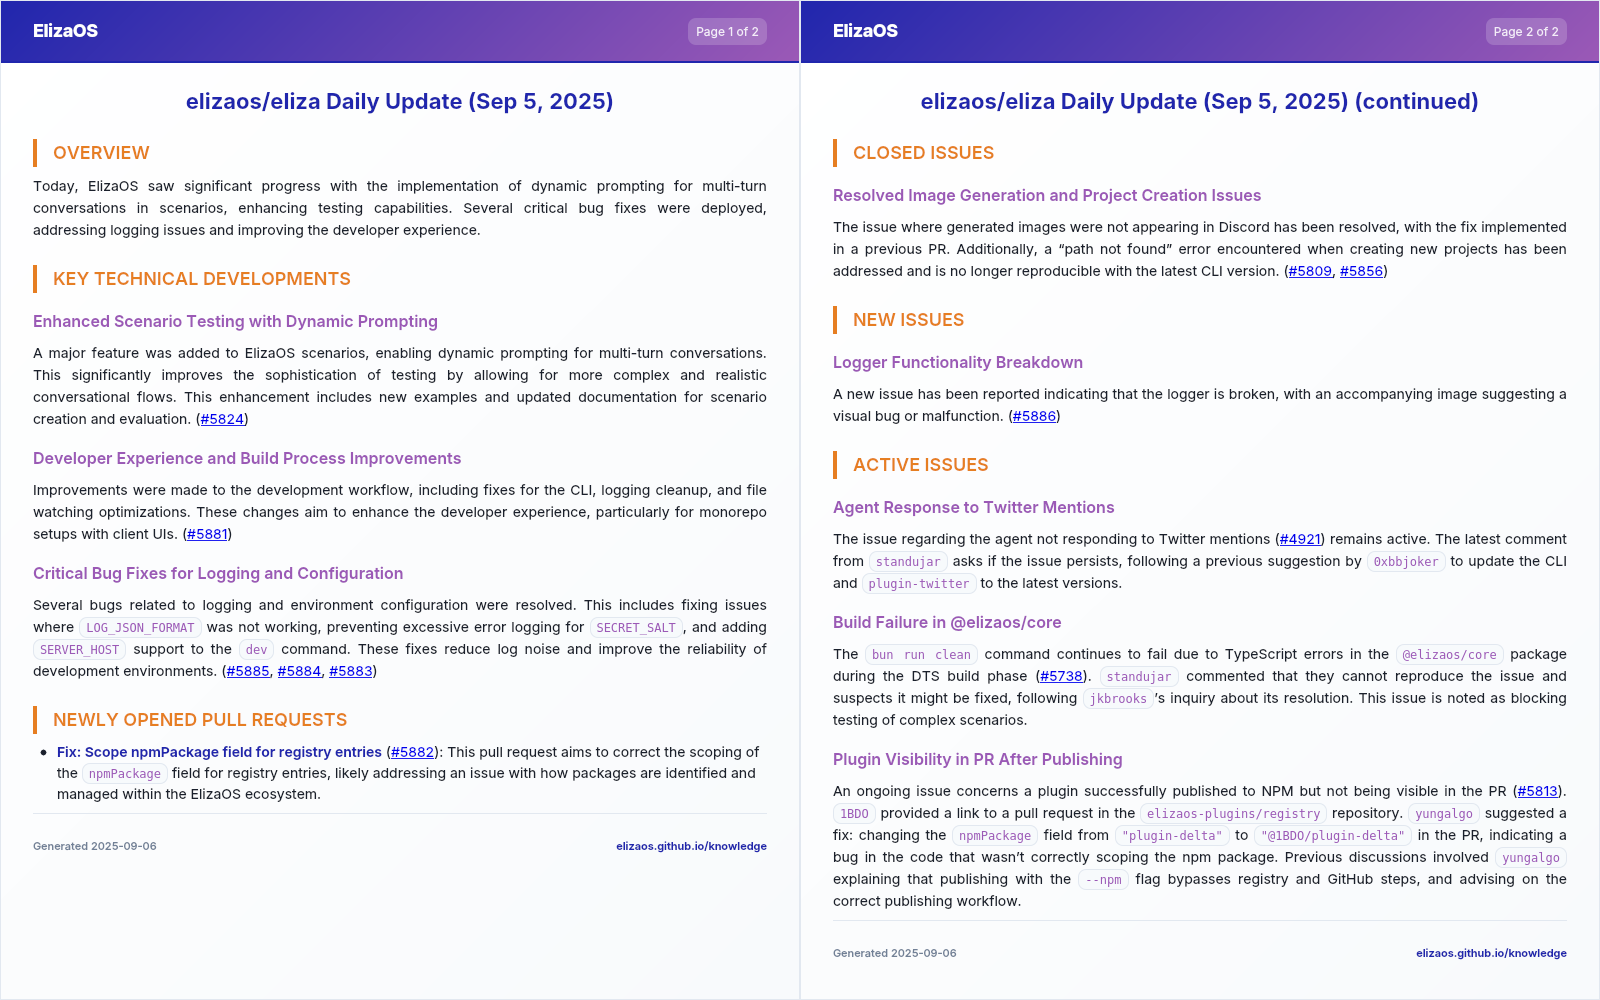 ElizaOS
Page 1 of 2
elizaos/eliza Daily Update (Sep 5, 2025)
OVERVIEW
Today, ElizaOS saw significant progress with the implementation of dynamic prompting for multi-turn
conversations in scenarios, enhancing testing capabilities. Several critical bug fixes were deployed,
addressing logging issues and improving the developer experience.
KEY TECHNICAL DEVELOPMENTS
Enhanced Scenario Testing with Dynamic Prompting
A major feature was added to ElizaOS scenarios, enabling dynamic prompting for multi-turn conversations.
This significantly improves the sophistication of testing by allowing for more complex and realistic
conversational flows. This enhancement includes new examples and updated documentation for scenario
creation and evaluation. (#5824)
Developer Experience and Build Process Improvements
Improvements were made to the development workflow, including fixes for the CLI, logging cleanup, and file
watching optimizations. These changes aim to enhance the developer experience, particularly for monorepo
setups with client UIs. (#5881)
Critical Bug Fixes for Logging and Configuration
Several bugs related to logging and environment configuration were resolved. This includes fixing issues
where LOG_JSON_FORMAT was not working, preventing excessive error logging for SECRET_SALT, and adding
SERVER_HOST support to the dev command. These fixes reduce log noise and improve the reliability of
development environments. (#5885, #5884, #5883)
NEWLY OPENED PULL REQUESTS
• Fix: Scope npmPackage field for registry entries (#5882): This pull request aims to correct the scoping of
the npmPackage field for registry entries, likely addressing an issue with how packages are identified and
managed within the ElizaOS ecosystem.
Generated 2025-09-06
elizaos.github.io/knowledge
ElizaOS
Page 2 of 2
elizaos/eliza Daily Update (Sep 5, 2025) (continued)
CLOSED ISSUES
Resolved Image Generation and Project Creation Issues
The issue where generated images were not appearing in Discord has been resolved, with the fix implemented
in a previous PR. Additionally, a “path not found” error encountered when creating new projects has been
addressed and is no longer reproducible with the latest CLI version. (#5809, #5856)
NEW ISSUES
Logger Functionality Breakdown
A new issue has been reported indicating that the logger is broken, with an accompanying image suggesting a
visual bug or malfunction. (#5886)
ACTIVE ISSUES
Agent Response to Twitter Mentions
The issue regarding the agent not responding to Twitter mentions (#4921) remains active. The latest comment
from standujar asks if the issue persists, following a previous suggestion by 0xbbjoker to update the CLI
and plugin-twitter to the latest versions.
Build Failure in @elizaos/core
The bun run clean command continues to fail due to TypeScript errors in the @elizaos/core package
during the DTS build phase (#5738). standujar commented that they cannot reproduce the issue and
suspects it might be fixed, following jkbrooks’s inquiry about its resolution. This issue is noted as blocking
testing of complex scenarios.
Plugin Visibility in PR After Publishing
An ongoing issue concerns a plugin successfully published to NPM but not being visible in the PR (#5813).
1BDO provided a link to a pull request in the elizaos-plugins/registry repository. yungalgo suggested a
fix: changing the npmPackage field from "plugin-delta" to "@1BDO/plugin-delta" in the PR, indicating a
bug in the code that wasn’t correctly scoping the npm package. Previous discussions involved yungalgo
explaining that publishing with the --npm flag bypasses registry and GitHub steps, and advising on the
correct publishing workflow.
Generated 2025-09-06
elizaos.github.io/knowledge